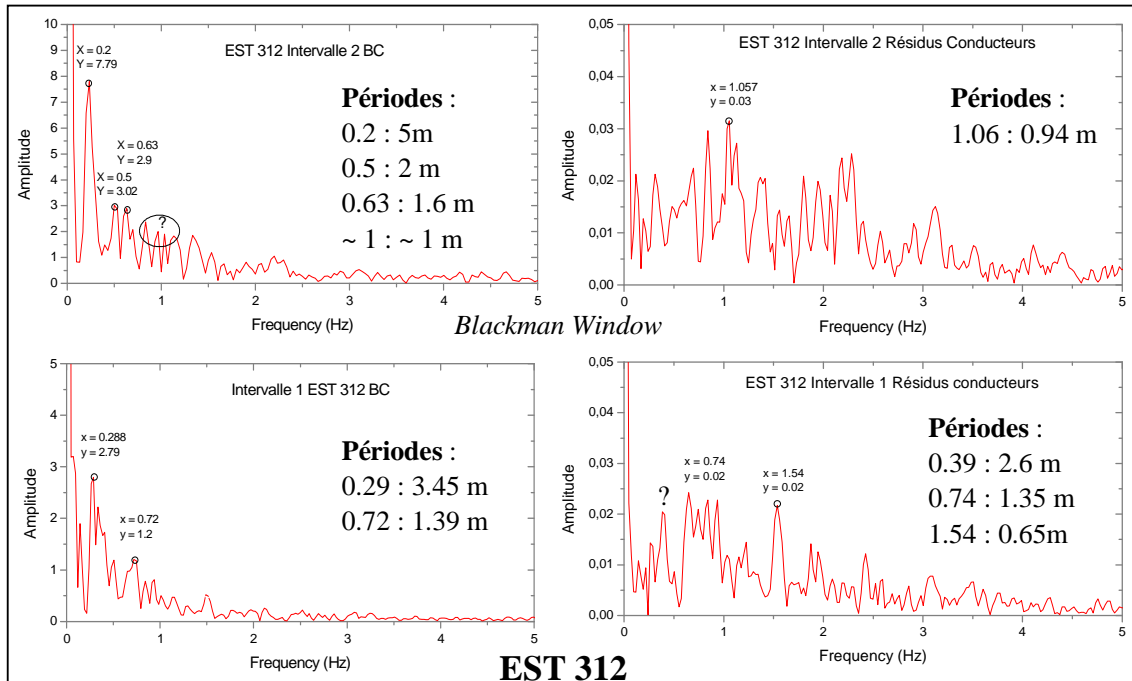 EST 312 Intervalle 2 BC
X = 0.2
Y = 7.79
X = 0.63
Y = 2.9
X = 0.5
Y = 3.02
?
Périodes :
0.2 : 5m
0.5 : 2 m
0.63 : 1.6 m
~ 1 : ~ 1 m
Amplitude
10
9
8
7
6
5
4
3
2
1
0
0 1 2 3 4 5
Frequency (Hz)
EST 312 Intervalle 2 Résidus Conducteurs
x = 1.057
y = 0.03
Périodes :
1.06 : 0.94 m
Amplitude
0,05
0,04
0,03
0,02
0,01
0,00
0 1 2 3 4 5
Frequency (Hz)
Blackman Window
Intervalle 1 EST 312 BC
x = 0.288
y = 2.79
x = 0.72
y = 1.2
Périodes :
0.29 : 3.45 m
0.72 : 1.39 m
Amplitude
5
4
3
2
1
0
0 1 2 3 4 5
Frequency (Hz)
EST 312 Intervalle 1 Résidus conducteurs
?
x = 0.74
y = 0.02
x = 1.54
y = 0.02
Périodes :
0.39 : 2.6 m
0.74 : 1.35 m
1.54 : 0.65m
Amplitude
0,05
0,04
0,03
0,02
0,01
0,00
0 1 2 3 4 5
Frequency (Hz)
EST 312